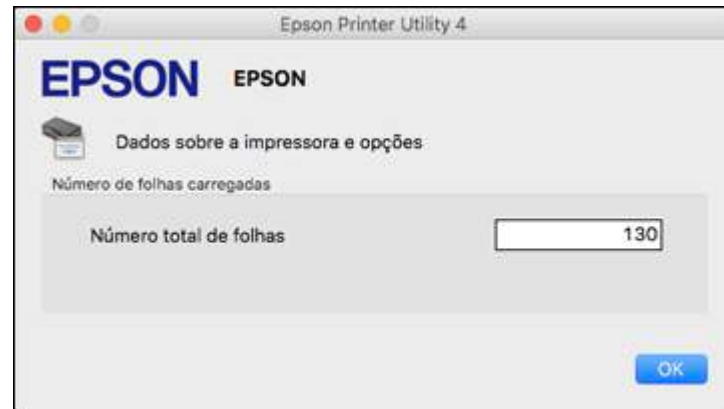 Epson Printer Utility 4
EPSON EPSON
Dados sobre a impressora e opções
Número de folhas carregadas
Número total de folhas 130
OK